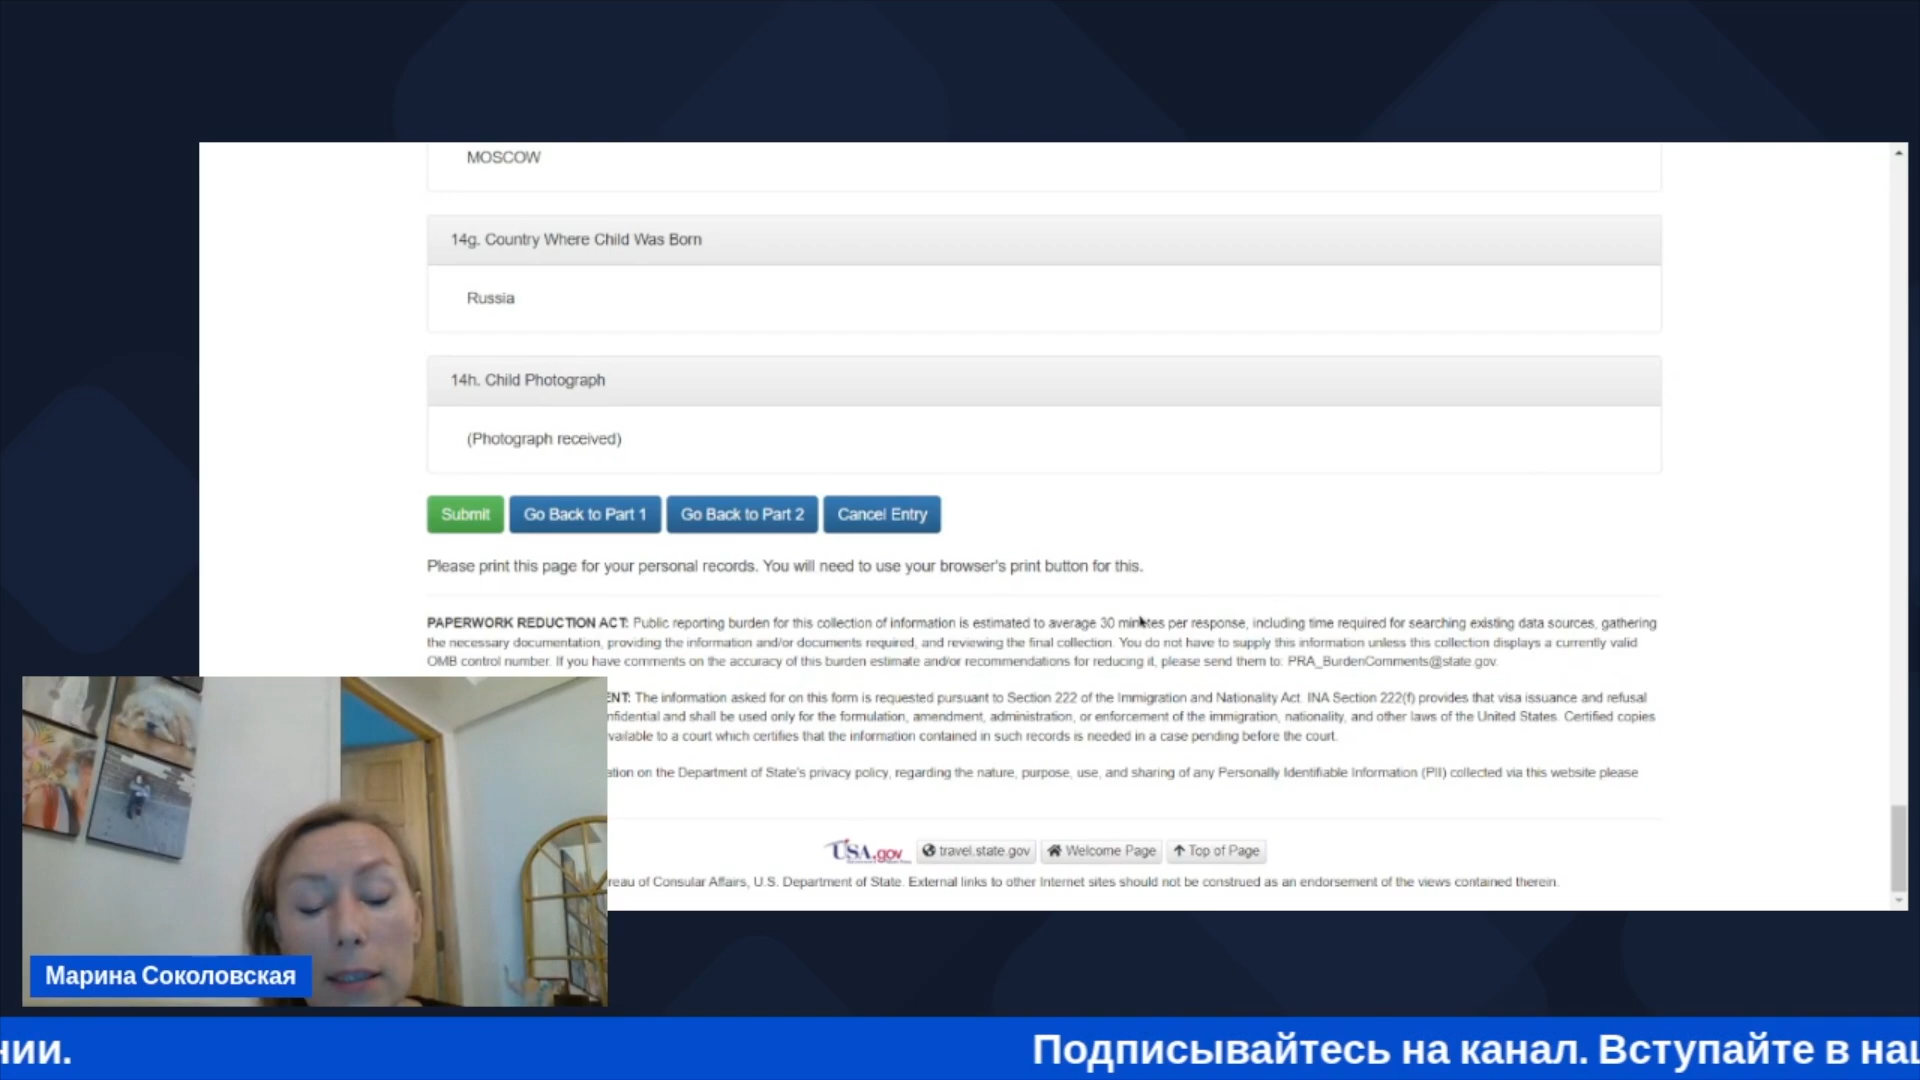 MOSCOW
14g. Country Where Child Was Born
Russia
14h. Child Photograph
(Photograph received)
Submit Go Back to Part 1 Go Back to Part 2 Cancel Entry
Please print this page for your personal records. You will need to use your browser's print button for this.
PAPERWORK REDUCTION ACT: Public reporting burden for this collection of information is estimated to average 30 minutes per response, including time required for searching existing data sources, gathering
the necessary documentation, providing the information and/or documents required, and reviewing the final collection. You do not have to supply this information unless this collection displays a currently valid
OMB control number. If you have comments on the accuracy of this burden estimate and/or recommendations for reducing it, please send them to: PRA_BurdenComments@state.gov.
ENT: The information asked for on this form is requested pursuant to Section 222 of the Immigration and Nationality Act. INA Section 222(f) provides that visa issuance and refusal
nfidential and shall be used only for the formulation, amendment, administration, or enforcement of the immigration, nationality, and other laws of the United States. Certified copies
vailable to a court which certifies that the information contained in such records is needed in a case pending before the court.
ation on the Department of State's privacy policy, regarding the nature, purpose, use, and sharing of any Personally Identifiable Information (PII) collected via this website please
USA.gov travel.state.gov Welcome Page Top of Page
reau of Consular Affairs, U.S. Department of State. External links to other Internet sites should not be construed as an endorsement of the views contained therein.
Марина Соколовская
нии. Подписывайтесь на канал. Вступайте в наш